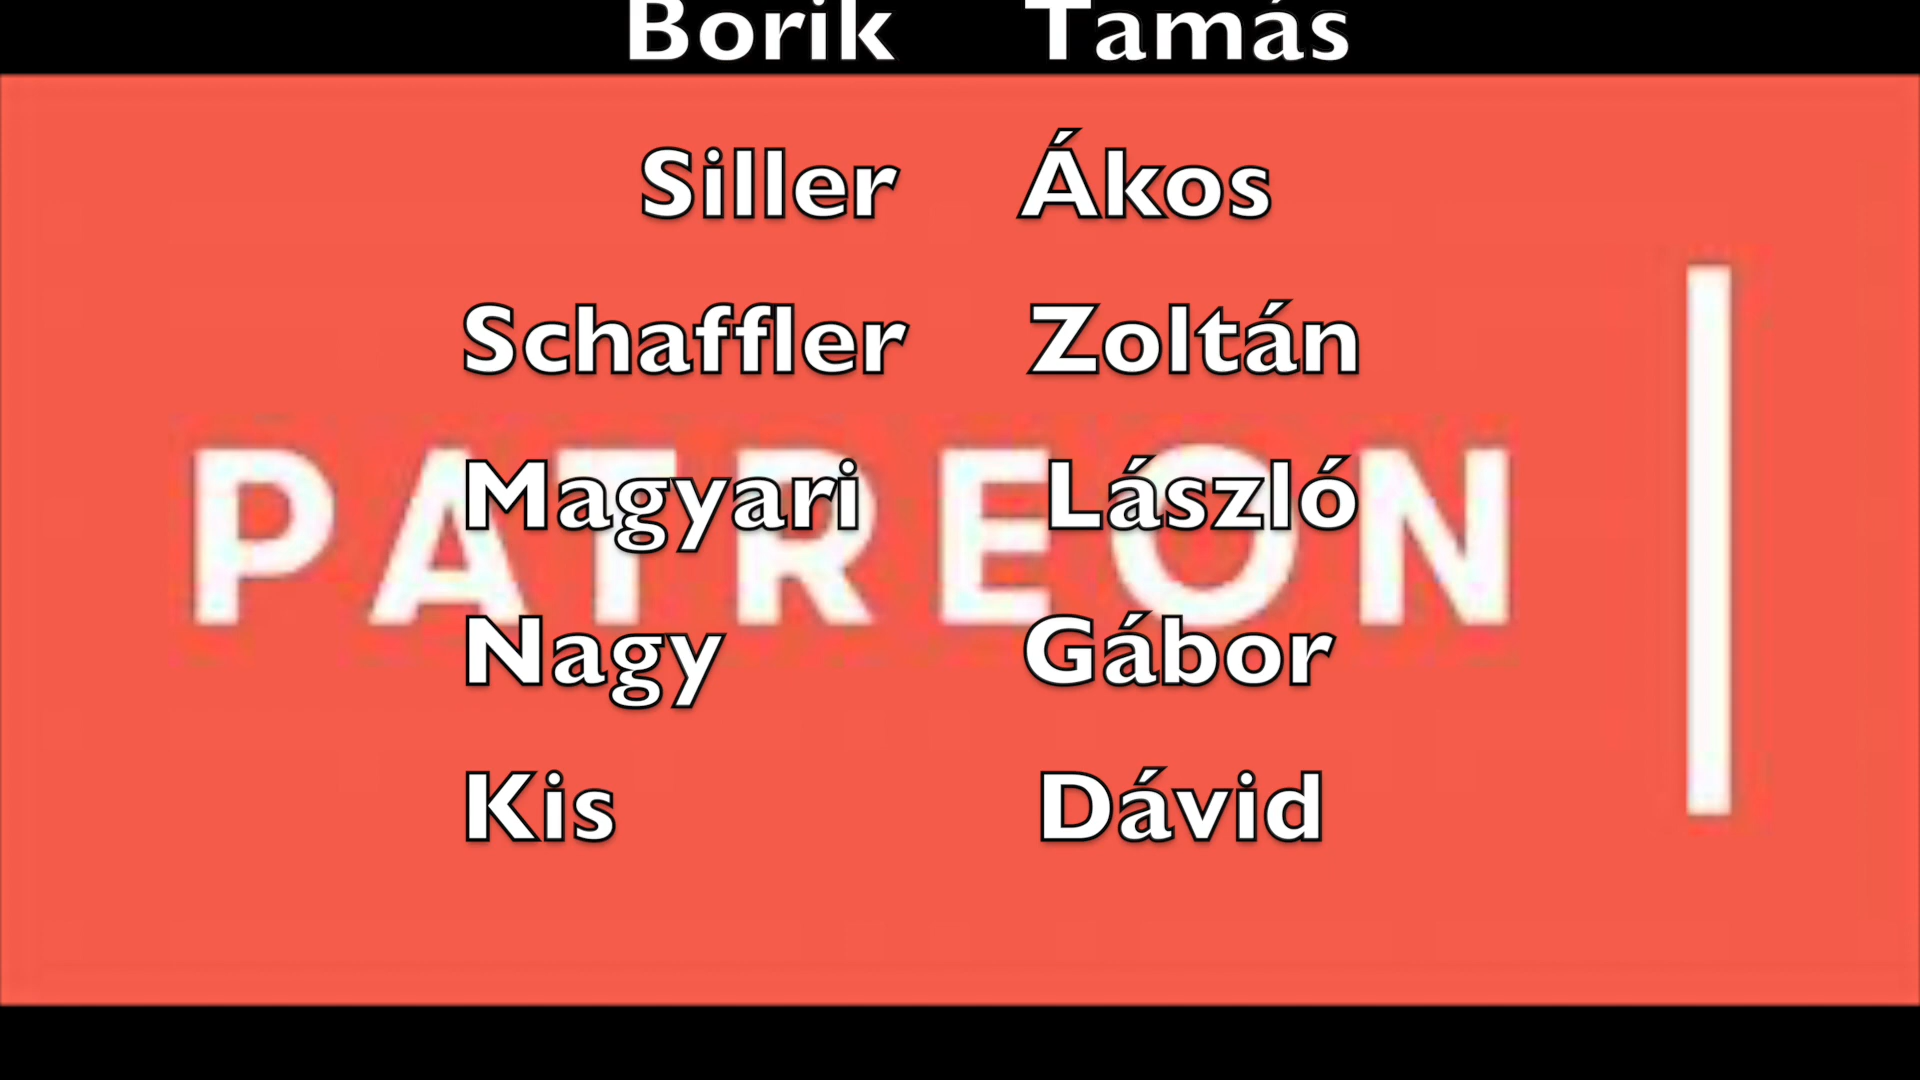 Borik Tamás
Siller Ákos
Schaffler Zoltán
PATREON
Magyari László
Nagy Gábor
Kis Dávid